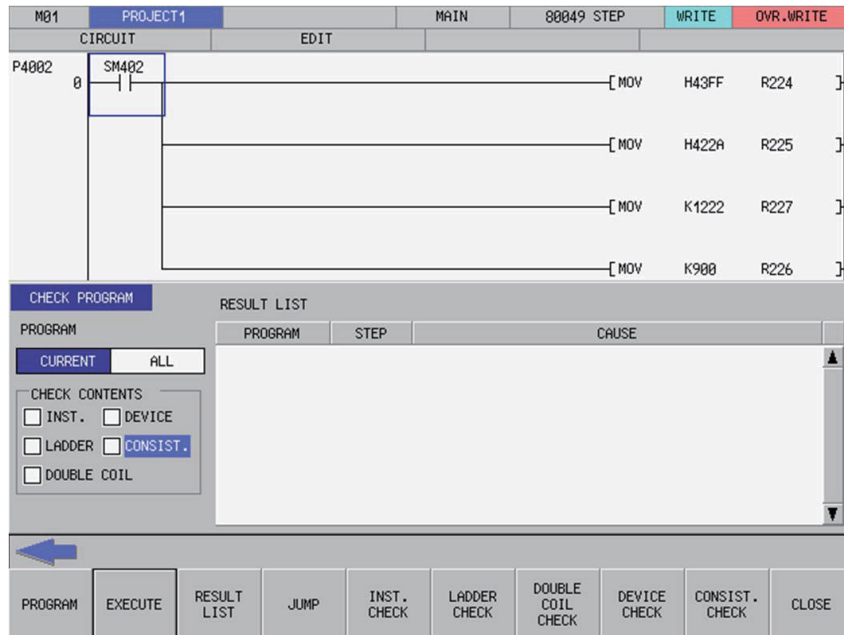 M01 PROJECT1 MAIN 80049 STEP WRITE OVR.WRITE
CIRCUIT EDIT
P4002 SM402
0 [ MOV H43FF R224 ]
[ MOV H422A R225 ]
[ MOV K1222 R227 ]
[ MOV K900 R226 ]
CHECK PROGRAM RESULT LIST
PROGRAM PROGRAM STEP CAUSE
CURRENT ALL
CHECK CONTENTS
INST. DEVICE
LADDER CONSIST.
DOUBLE COIL
PROGRAM EXECUTE RESULT LIST JUMP INST. CHECK LADDER CHECK DOUBLE COIL CHECK DEVICE CHECK CONSIST. CHECK CLOSE